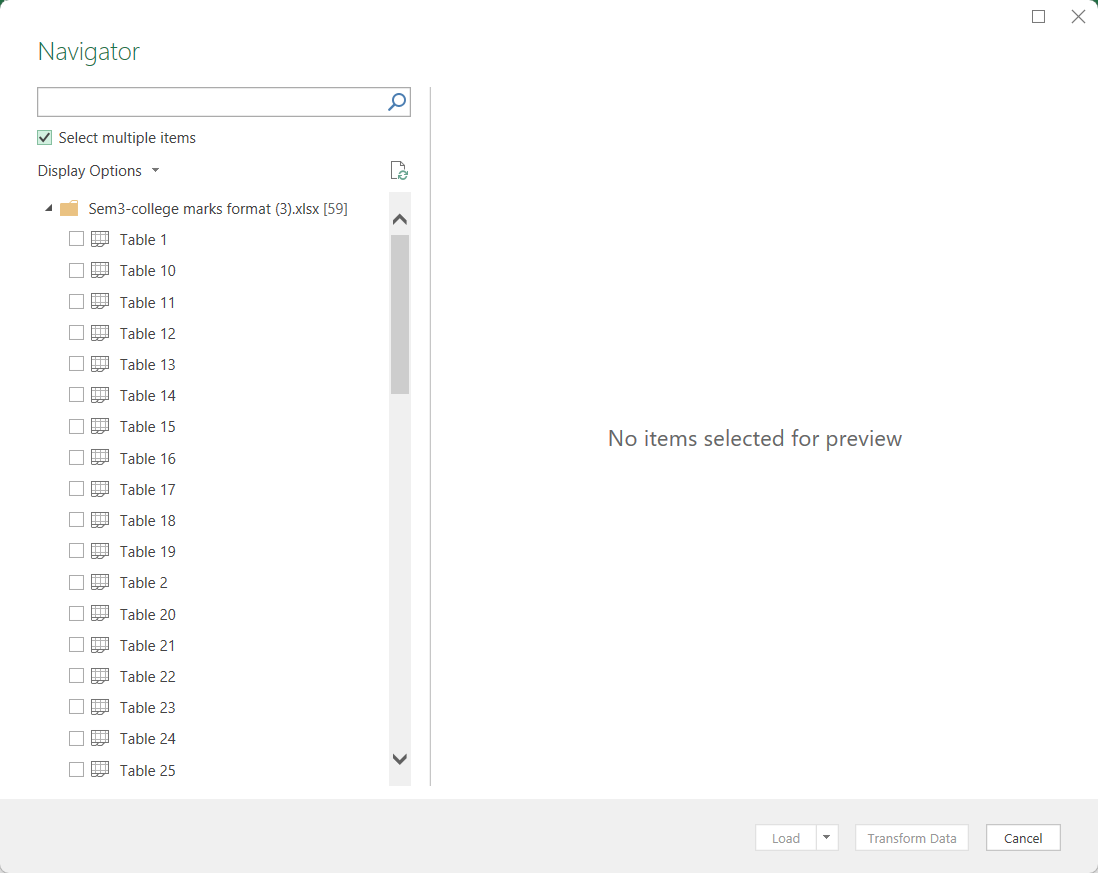 Navigator
Select multiple items
Display Options
Sem3-college marks format (3).xlsx [59]
Table 1
Table 10
Table 11
Table 12
Table 13
Table 14
Table 15
Table 16
Table 17
Table 18
Table 19
Table 2
Table 20
Table 21
Table 22
Table 23
Table 24
Table 25
No items selected for preview
Load
Transform Data
Cancel